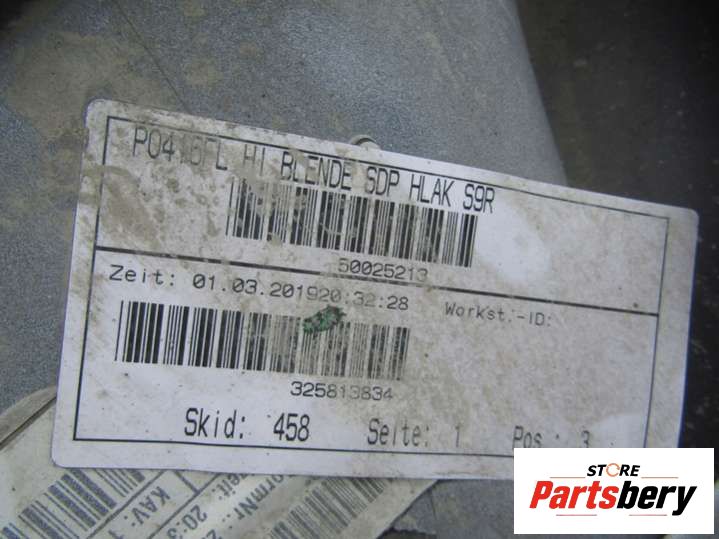 HI BLENDE SDP HLAK S9R
50025213
Zeit: 01.03.201920:32:28 Workst.-ID:
325813834
Skid: 458 Seite: 1 Pos.: 3
KAV:
STORE
Partsbery